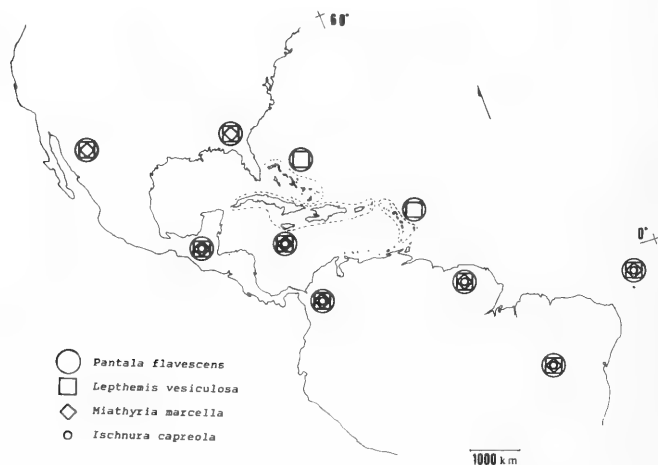 60°
0°
Pantala flavescens
Lepthemis vesiculosa
Miathyria marcella
Ischnura capreola
1000 km